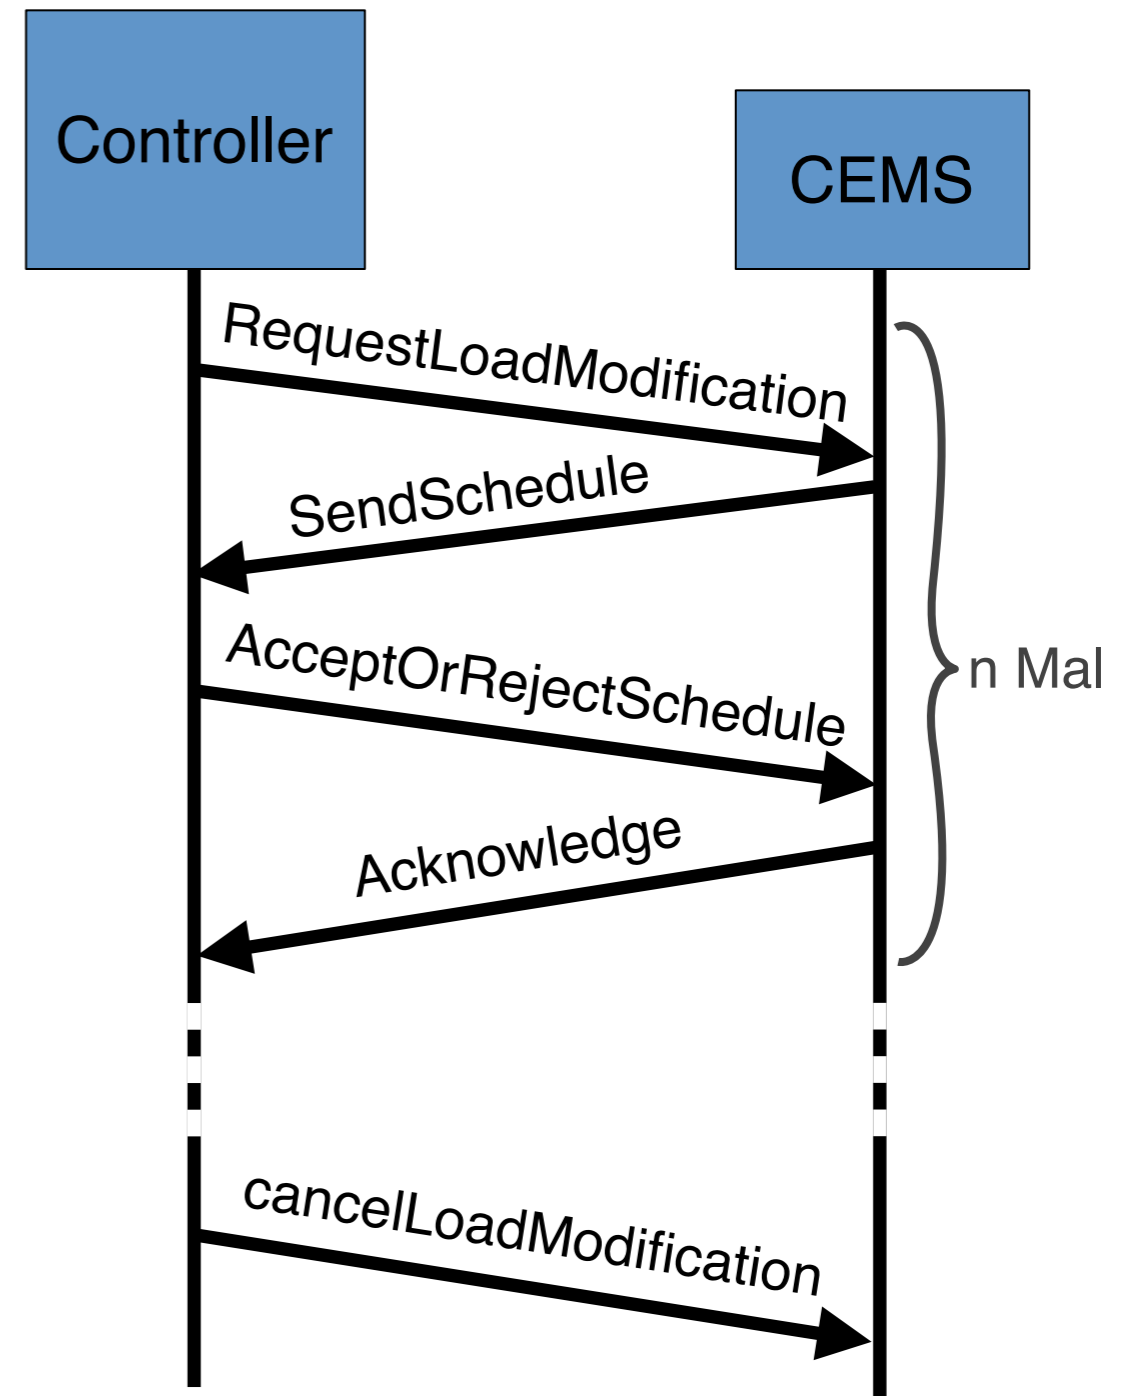 Controller
CEMS
RequestLoadModification
SendSchedule
AcceptOrRejectSchedule
n Mal
Acknowledge
cancelLoadModification